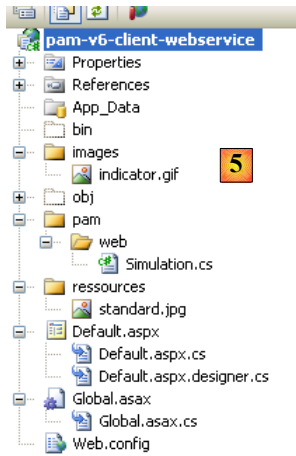 pam-v6-client-webservice
Properties
References
App_Data
bin
images
indicator.gif
5
obj
pam
web
Simulation.cs
ressources
standard.jpg
Default.aspx
Default.aspx.cs
Default.aspx.designer.cs
Global.asax
Global.asax.cs
Web.config